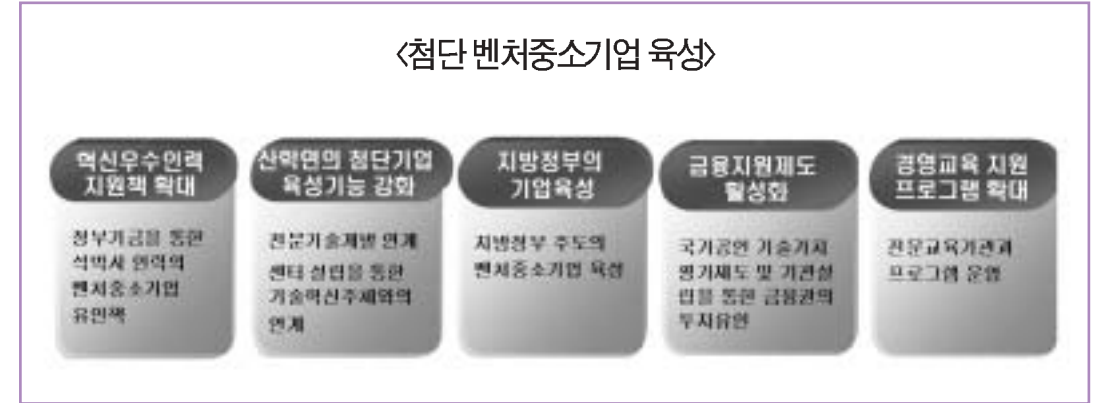 <첨단 벤처중소기업 육성>
혁신우수인력
지원책 확대
정부기금을 통한
석박사 인력의
벤처중소기업
유인책
산학연의 첨단기업
육성기능 강화
전문기술개발 연계
센터 설립을 통한
기술혁신주체와의
연계
지방정부의
기업육성
지방정부 주도의
벤처중소기업 육성
금융지원제도
활성화
국가공인 기술가치
평가제도 및 기관설
립을 통한 금융권의
투자유인
경영교육 지원
프로그램 확대
전문교육기관과
프로그램 운영